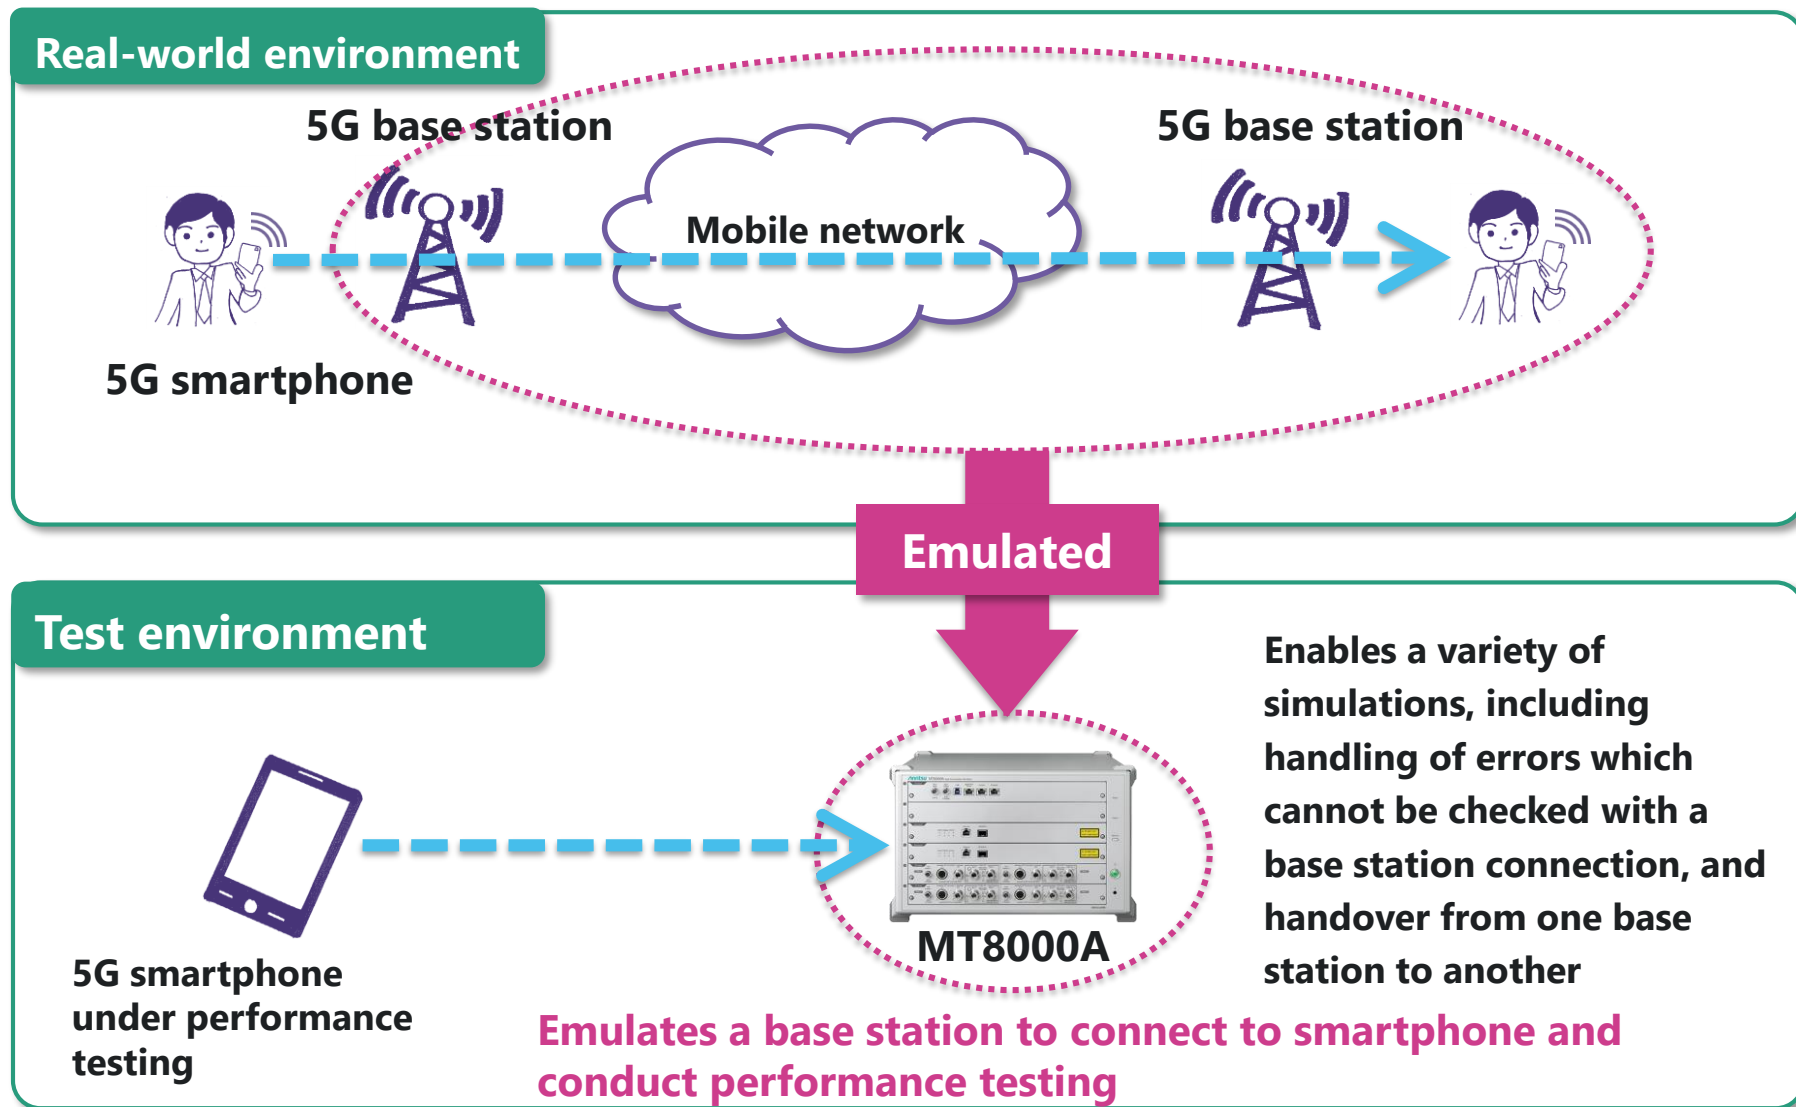 Real-world environment
5G base station
5G base station
Mobile network
5G smartphone
Emulated
Test environment
Enables a variety of
simulations, including
handling of errors which
cannot be checked with a
base station connection, and
handover from one base
station to another
Anritsu
MT8000A
5G smartphone
under performance
testing
Emulates a base station to connect to smartphone and
conduct performance testing